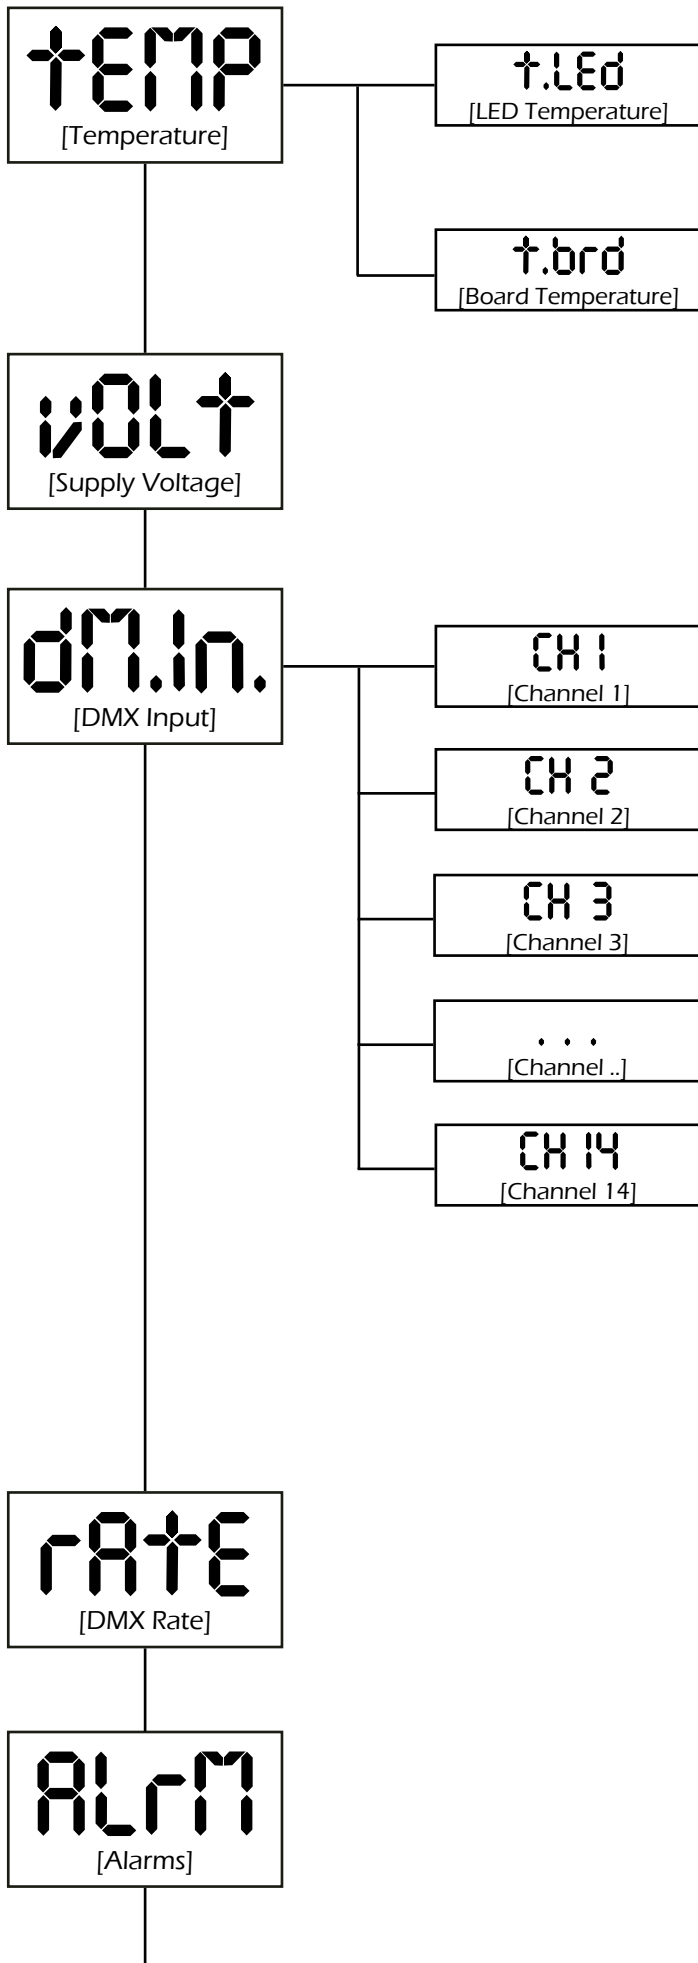 tEMP
[Temperature]
t.LEd
[LED Temperature]
t.brd
[Board Temperature]
vOLt
[Supply Voltage]
dM.In.
[DMX Input]
CH 1
[Channel 1]
CH 2
[Channel 2]
CH 3
[Channel 3]
. . .
[Channel ..]
CH 14
[Channel 14]
rAtE
[DMX Rate]
ALrM
[Alarms]